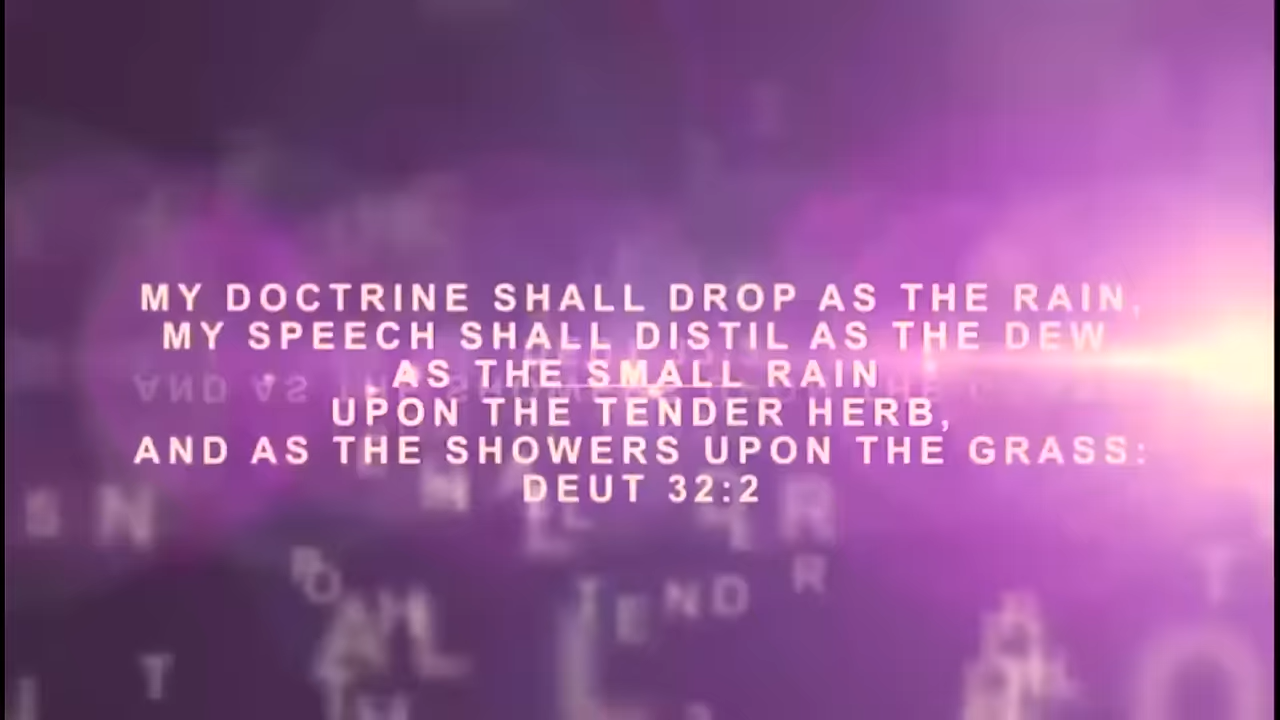 MY DOCTRINE SHALL DROP AS THE RAIN,
MY SPEECH SHALL DISTIL AS THE DEW
AS THE SMALL RAIN
UPON THE TENDER HERB,
AND AS THE SHOWERS UPON THE GRASS:
DEUT 32:2